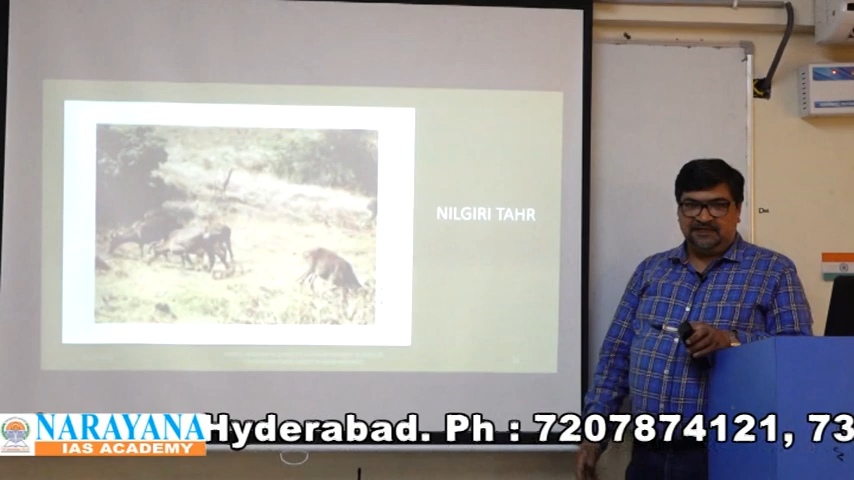 NILGIRI TAHR
NARAYANA
IAS ACADEMY
Hyderabad. Ph : 7207874121, 73